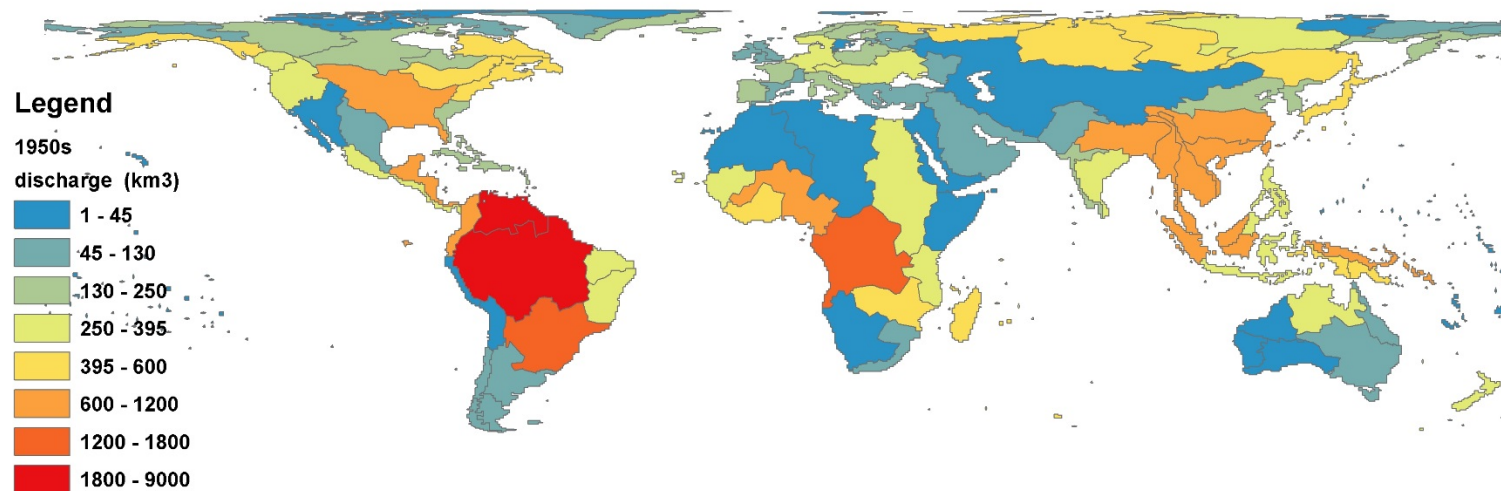 Legend
1950s
discharge (km3)
1 - 45
45 - 130
130 - 250
250 - 395
395 - 600
600 - 1200
1200 - 1800
1800 - 9000